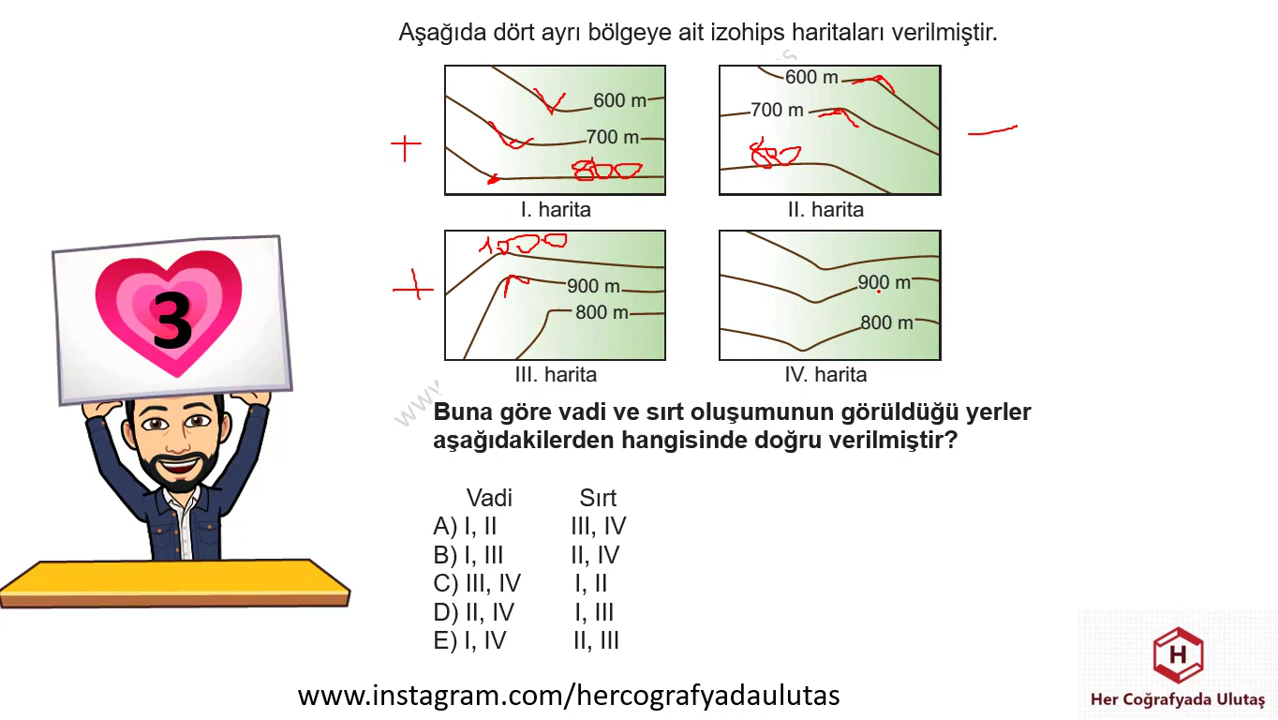 Aşağıda dört ayrı bölgeye ait izohips haritaları verilmiştir.
600 m
700 m
800
I. harita
600 m
700 m
II. harita
900 m
800 m
III. harita
900 m
800 m
IV. harita
3
www
Buna göre vadi ve sırt oluşumunun görüldüğü yerler
aşağıdakilerden hangisinde doğru verilmiştir?
Vadi Sırt
A) I, II III, IV
B) I, III II, IV
C) III, IV I, II
D) II, IV I, III
E) I, IV II, III
www.instagram.com/hercografyadaulutas
H
Her Coğrafyada Ulutaş